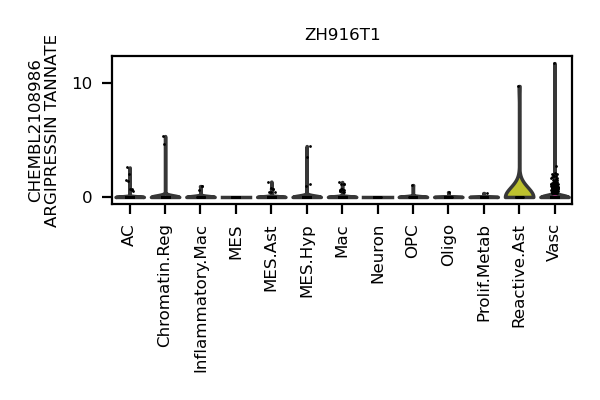 ZH916T1
CHEMBL2108986
ARGIPRESSIN TANNATE
10
0
AC
Chromatin.Reg
Inflammatory.Mac
MES
MES.Ast
MES.Hyp
Mac
Neuron
OPC
Oligo
Prolif.Metab
Reactive.Ast
Vasc